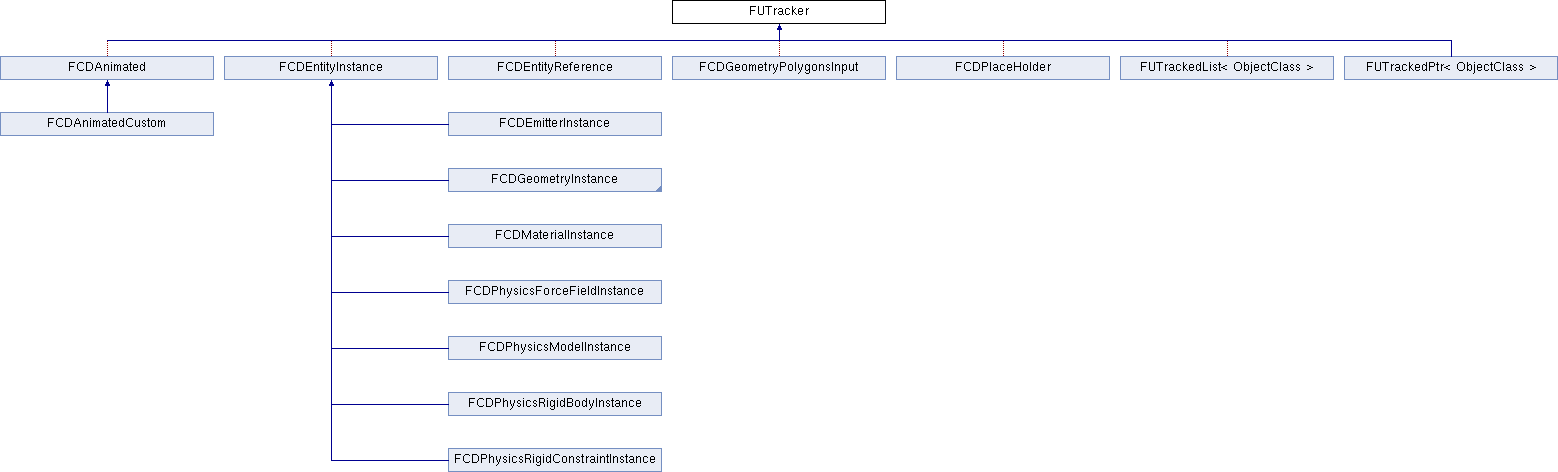 FUTracker
FCDAnimated
FCDEntityInstance
FCDEntityReference
FCDGeometryPolygonsInput
FCDPlaceHolder
FUTrackedList< ObjectClass >
FUTrackedPtr< ObjectClass >
FCDAnimatedCustom
FCDEmitterInstance
FCDGeometryInstance
FCDMaterialInstance
FCDPhysicsForceFieldInstance
FCDPhysicsModelInstance
FCDPhysicsRigidBodyInstance
FCDPhysicsRigidConstraintInstance